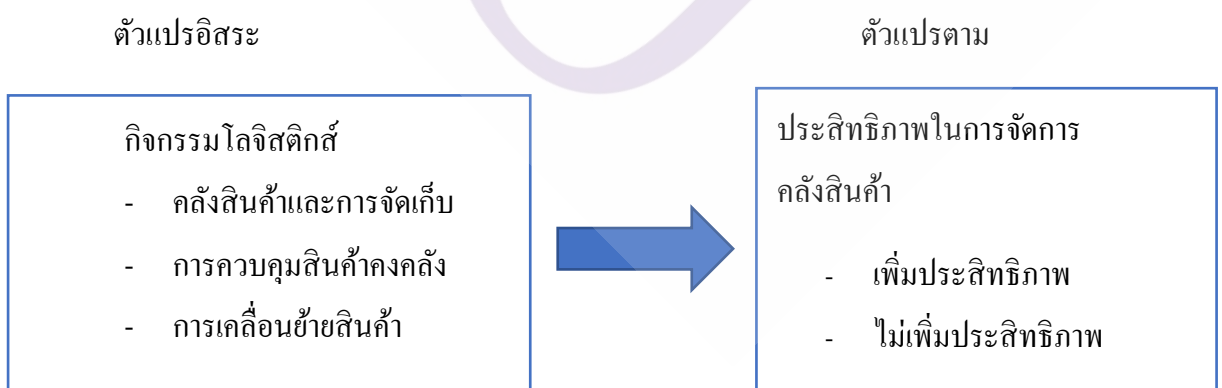 ตัวแปรอิสระ
ตัวแปรตาม
กิจกรรมโลจิสติกส์
- คลังสินค้าและการจัดเก็บ
- การควบคุมสินค้าคงคลัง
- การเคลื่อนย้ายสินค้า
ประสิทธิภาพในการจัดการ
คลังสินค้า
- เพิ่มประสิทธิภาพ
- ไม่เพิ่มประสิทธิภาพ